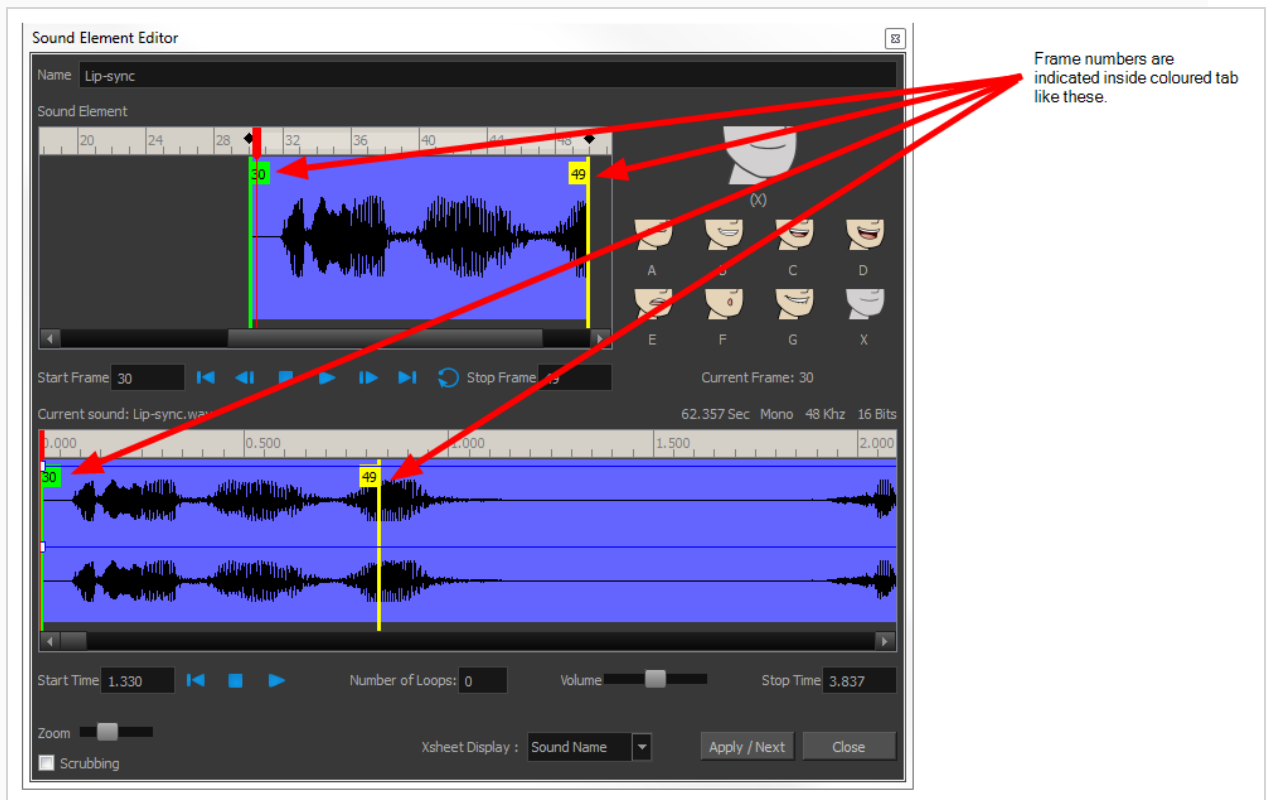 Sound Element Editor
Frame numbers are
indicated inside coloured tab
like these.
Name Lip-sync
Sound Element
20 24 28 32 36 40 44 48
30 49
(X)
A B C D
E F G X
Start Frame 30 Stop Frame 49 Current Frame: 30
Current sound: Lip-sync.wav 62.357 Sec Mono 48 Khz 16 Bits
0.000 0.500 1.000 1.500 2.000
30 49
Start Time 1.330 Number of Loops: 0 Volume Stop Time 3.837
Zoom
Xsheet Display : Sound Name Apply / Next Close
Scrubbing